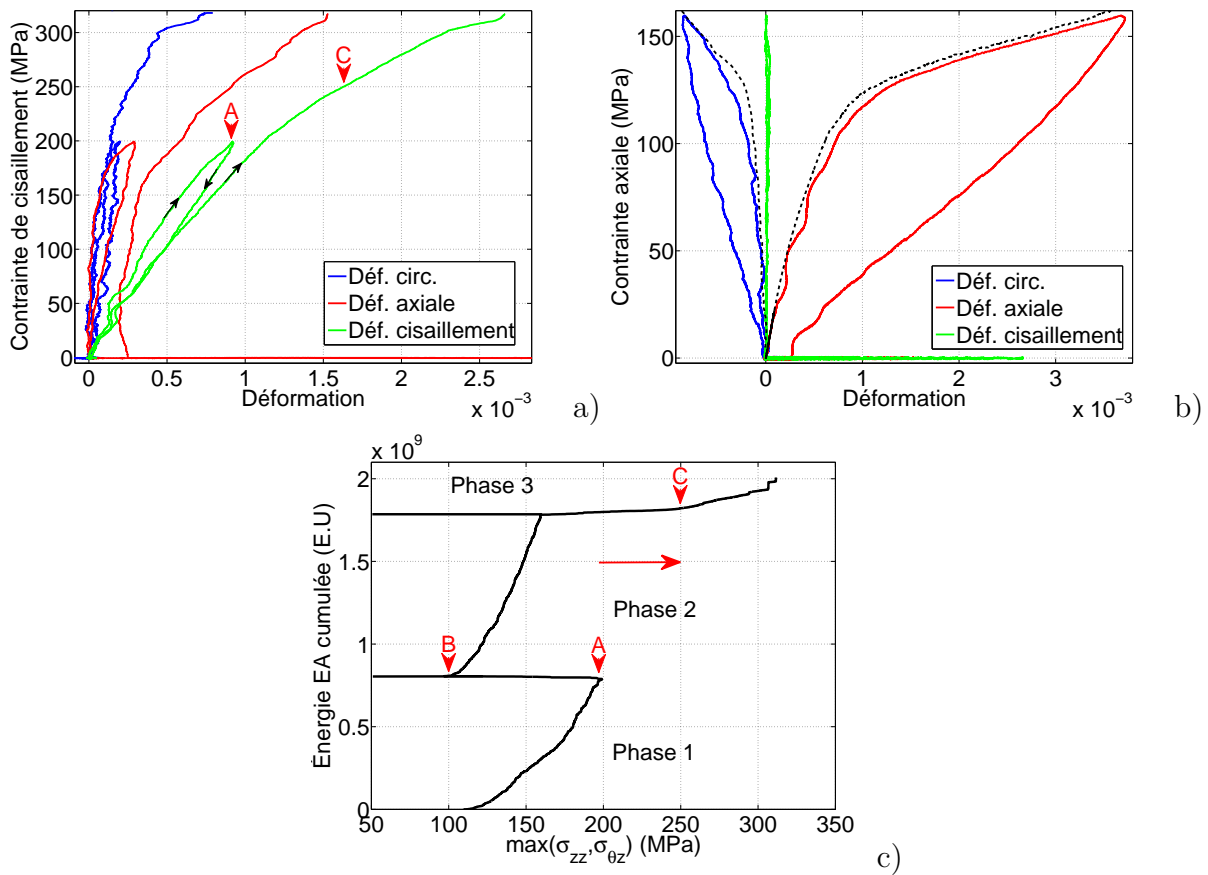 Contrainte de cisaillement (MPa)
300
250
200
150
100
50
0
A
C
Déf. circ.
Déf. axiale
Déf. cisaillement
0 0.5 1 1.5 2 2.5
Déformation
x 10⁻³
a)
Contrainte axiale (MPa)
150
100
50
0
Déf. circ.
Déf. axiale
Déf. cisaillement
0 1 2 3
Déformation
x 10⁻³
b)
x 10⁹
Énergie EA cumulée (E.U)
2
1.5
1
0.5
0
Phase 3
C
Phase 2
B
A
Phase 1
50 100 150 200 250 300 350
max(σzz,σθz) (MPa)
c)